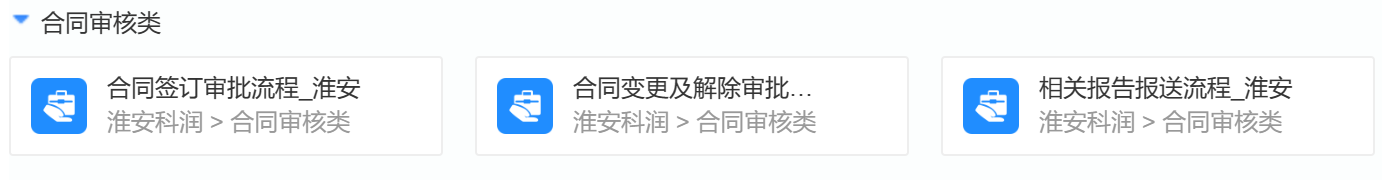 合同审核类
合同签订审批流程_淮安
淮安科润 > 合同审核类
合同变更及解除审批...
淮安科润 > 合同审核类
相关报告报送流程_淮安
淮安科润 > 合同审核类